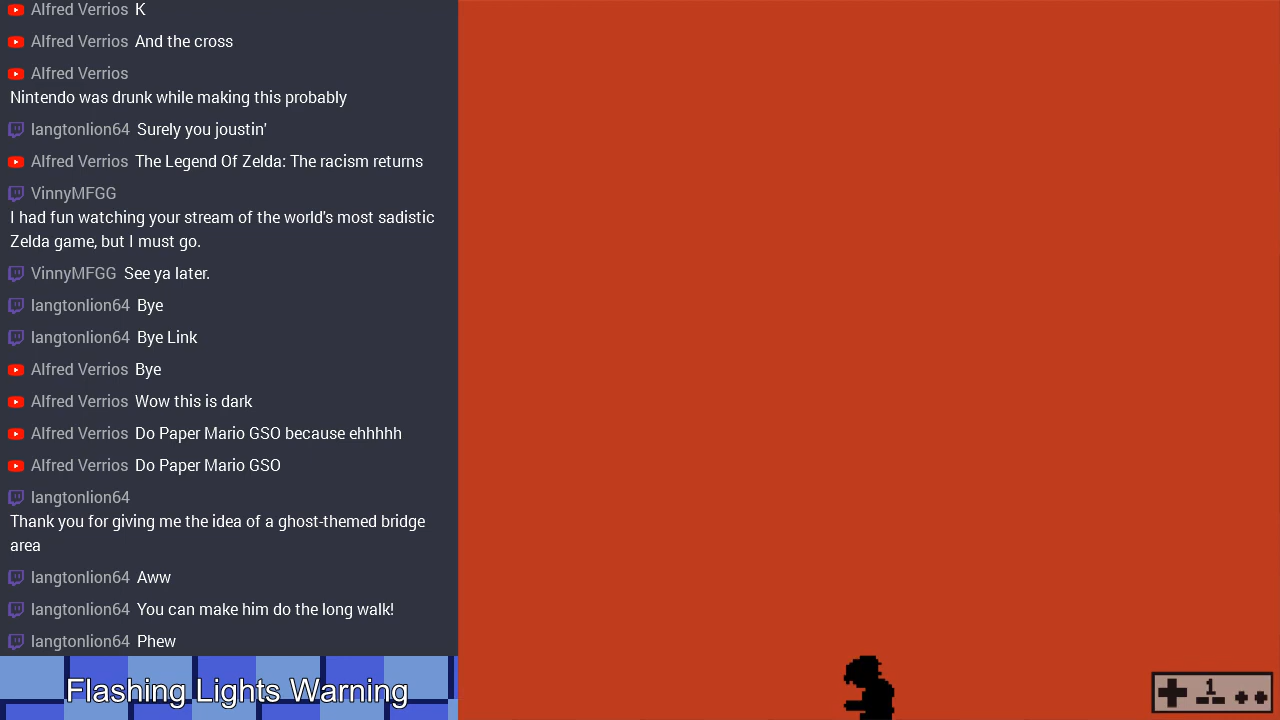 Alfred Verrios K
Alfred Verrios And the cross
Alfred Verrios
Nintendo was drunk while making this probably
langtonlion64 Surely you joustin'
Alfred Verrios The Legend Of Zelda: The racism returns
VinnyMFGG
I had fun watching your stream of the world's most sadistic
Zelda game, but I must go.
VinnyMFGG See ya later.
langtonlion64 Bye
langtonlion64 Bye Link
Alfred Verrios Bye
Alfred Verrios Wow this is dark
Alfred Verrios Do Paper Mario GSO because ehhhhh
Alfred Verrios Do Paper Mario GSO
langtonlion64
Thank you for giving me the idea of a ghost-themed bridge
area
langtonlion64 Aww
langtonlion64 You can make him do the long walk!
langtonlion64 Phew
Flashing Lights Warning
1